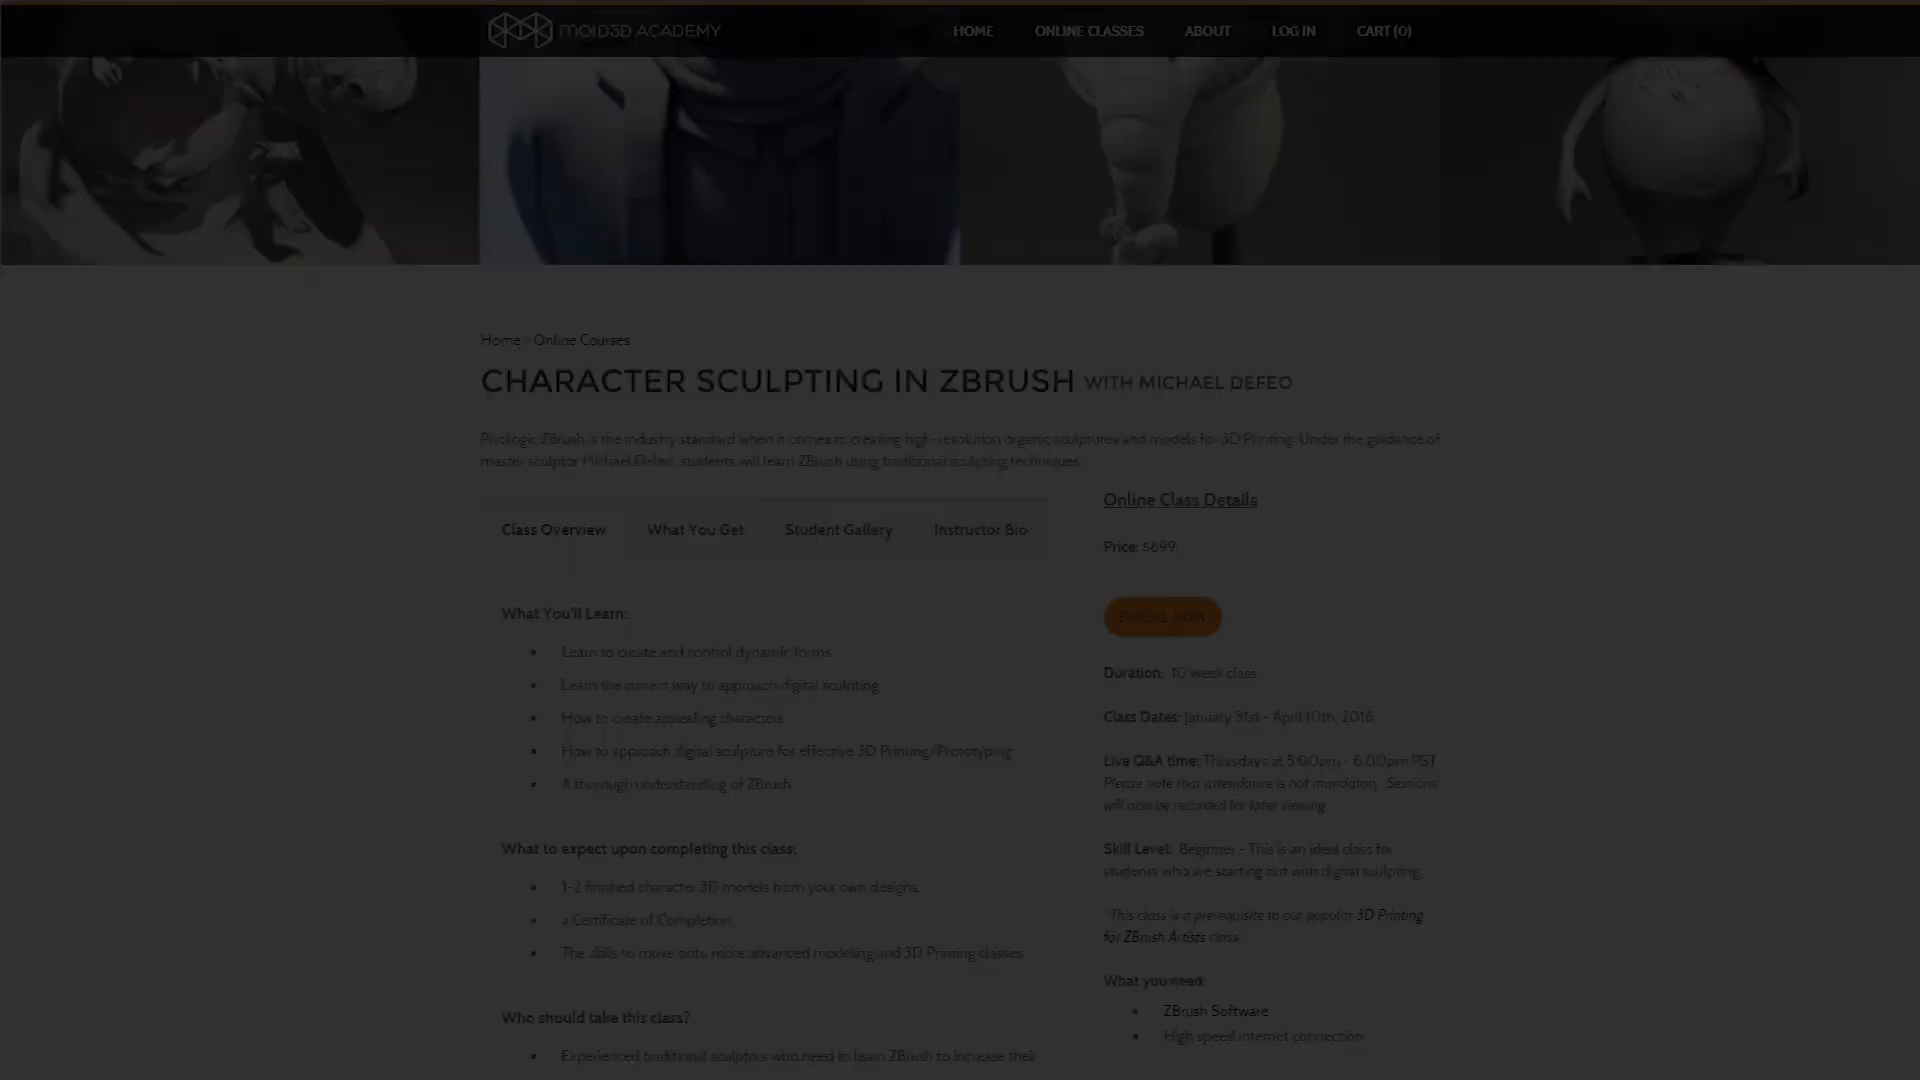 MOLD3D ACADEMY
HOME ONLINE CLASSES ABOUT LOG IN CART (0)
Home › Online Courses
CHARACTER SCULPTING IN ZBRUSH WITH MICHAEL DEFEO
Pixologic ZBrush is the industry standard when it comes to creating high-resolution organic sculptures and models for 3D Printing. Under the guidance of
master sculptor Michael Defeo, students will learn ZBrush using traditional sculpting techniques.
Class Overview What You Get Student Gallery Instructor Bio
What You'll Learn:
• Learn to create and control dynamic forms
• Learn the correct way to approach digital sculpting
• How to create appealing characters
• How to approach digital sculpture for effective 3D Printing/Prototyping
• A thorough understanding of ZBrush
What to expect upon completing this class:
• 1-2 finished character 3D models from your own designs.
• a Certificate of Completion.
• The skills to move onto more advanced modeling and 3D Printing classes
Who should take this class?
• Experienced traditional sculptors who need to learn ZBrush to increase their
Online Class Details
Price: $899
ENROLL NOW
Duration: 10 week class
Class Dates: January 31st - April 10th, 2016
Live Q&A time: Thursdays at 5:00pm - 6:00pm PST
Please note that attendance is not mandatory. Sessions
will also be recorded for later viewing.
Skill Level: Beginner - This is an ideal class for
students who are starting out with digital sculpting.
*This class is a prerequisite to our popular 3D Printing
for ZBrush Artists class
What you need:
• ZBrush Software
• High speed internet connection